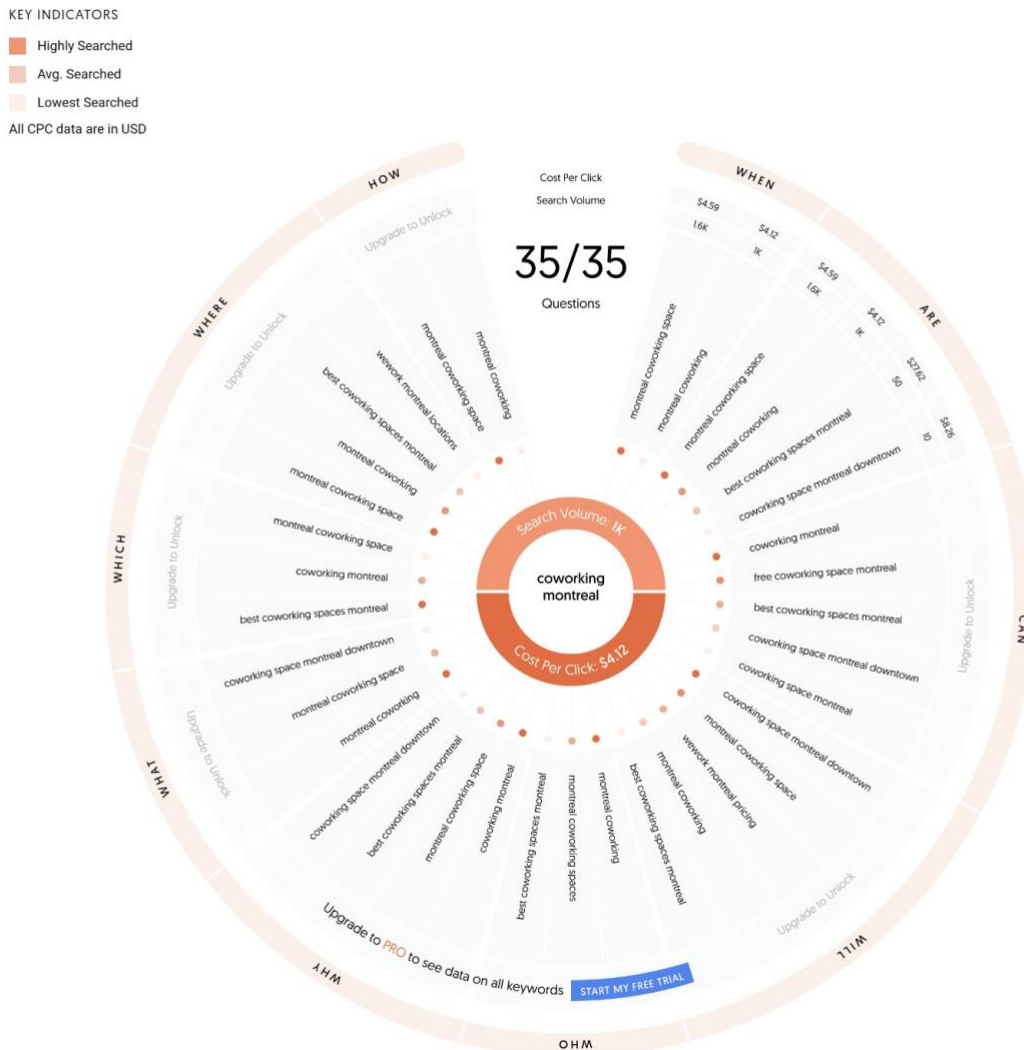 KEY INDICATORS
Highly Searched
Avg. Searched
Lowest Searched
All CPC data are in USD
Cost Per Click
Search Volume
35/35
Questions
Search Volume: 1K
coworking
montreal
Cost Per Click: $4.12
WHEN
$4.59
1.6K
montreal coworking space
$4.12
1K
montreal coworking
ARE
$4.59
1.6K
montreal coworking space
$4.12
1K
montreal coworking
$27.62
50
best coworking spaces montreal
$8.26
10
coworking space montreal downtown
CAN
Upgrade to Unlock
coworking montreal
free coworking space montreal
best coworking spaces montreal
coworking space montreal downtown
coworking space montreal
WILL
Upgrade to Unlock
coworking space montreal downtown
montreal coworking space
wework montreal pricing
montreal coworking
best coworking spaces montreal
WHO
montreal coworking
montreal coworking spaces
best coworking spaces montreal
WHY
coworking montreal
montreal coworking space
best coworking spaces montreal
coworking space montreal downtown
Upgrade to PRO to see data on all keywords
START MY FREE TRIAL
WHAT
Upgrade to Unlock
montreal coworking
montreal coworking space
coworking space montreal downtown
WHICH
Upgrade to Unlock
best coworking spaces montreal
coworking montreal
montreal coworking space
WHERE
Upgrade to Unlock
montreal coworking space
montreal coworking
best coworking spaces montreal
wework montreal locations
HOW
Upgrade to Unlock
montreal coworking space
montreal coworking